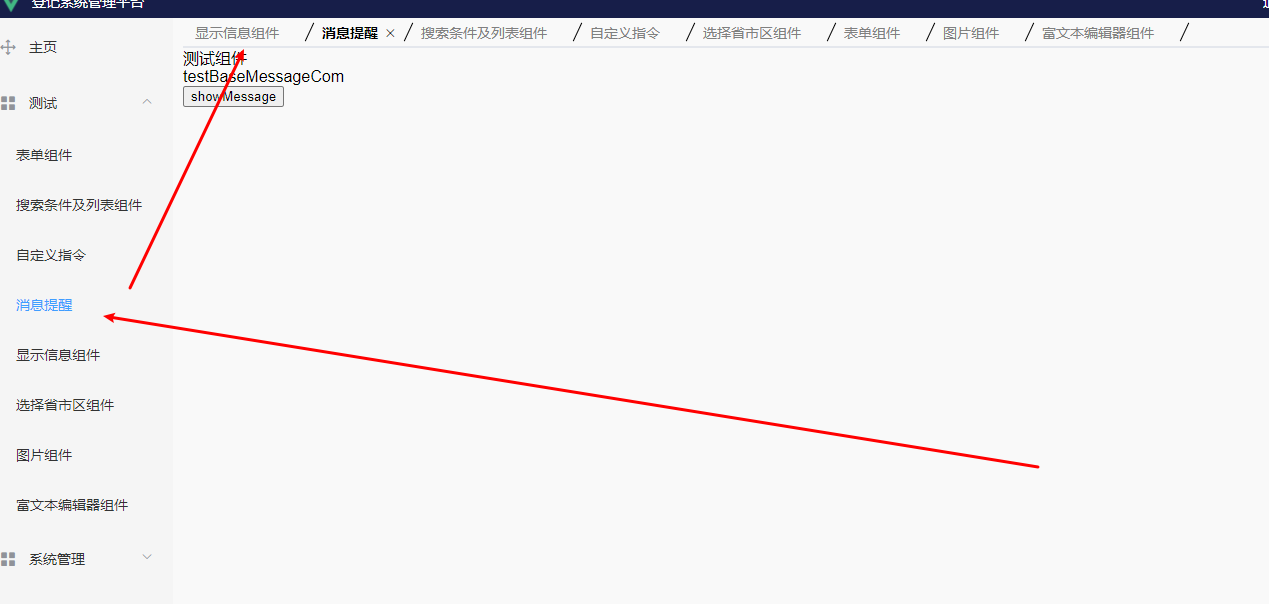 登记系统管理平台
显示信息组件 消息提醒 × 搜索条件及列表组件 自定义指令 选择省市区组件 表单组件 图片组件 富文本编辑器组件
主页
测试
表单组件
搜索条件及列表组件
自定义指令
消息提醒
显示信息组件
选择省市区组件
图片组件
富文本编辑器组件
系统管理
测试组件
testBaseMessageCom
showMessage